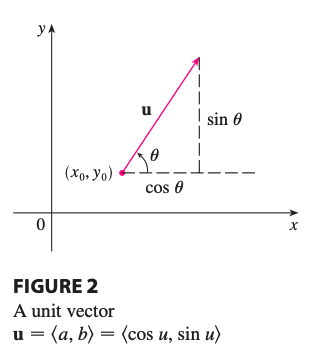 y
u
sin θ
θ
(x₀, y₀)
cos θ
0
x
FIGURE 2
A unit vector
u = ⟨a, b⟩ = ⟨cos u, sin u⟩